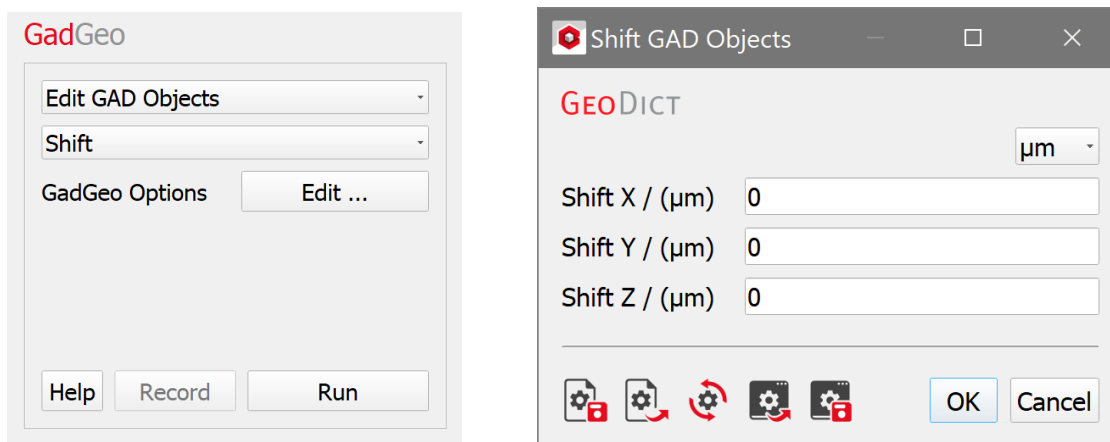 GadGeo
Edit GAD Objects
Shift
GadGeo Options Edit ...
Help Record Run
Shift GAD Objects
GEODICT
µm
Shift X / (µm) 0
Shift Y / (µm) 0
Shift Z / (µm) 0
OK Cancel